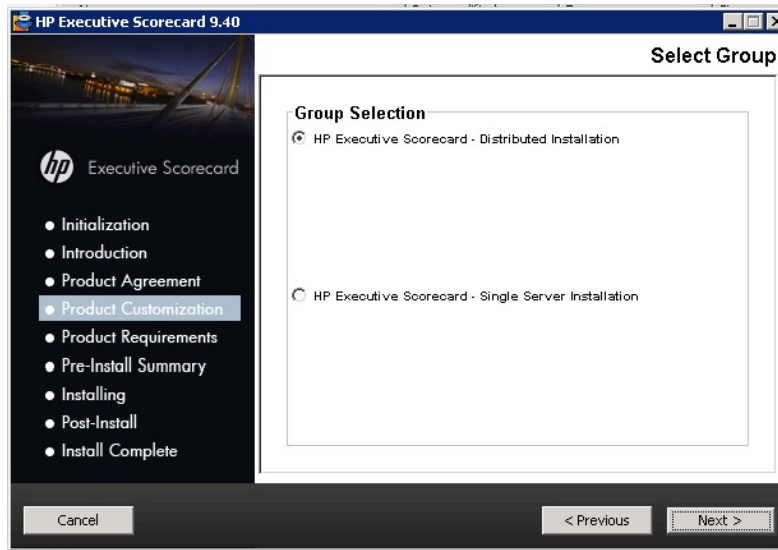 HP Executive Scorecard 9.40
Select Group
hp Executive Scorecard
Initialization
Introduction
Product Agreement
Product Customization
Product Requirements
Pre-Install Summary
Installing
Post-Install
Install Complete
Group Selection
HP Executive Scorecard - Distributed Installation
HP Executive Scorecard - Single Server Installation
Cancel
< Previous
Next >